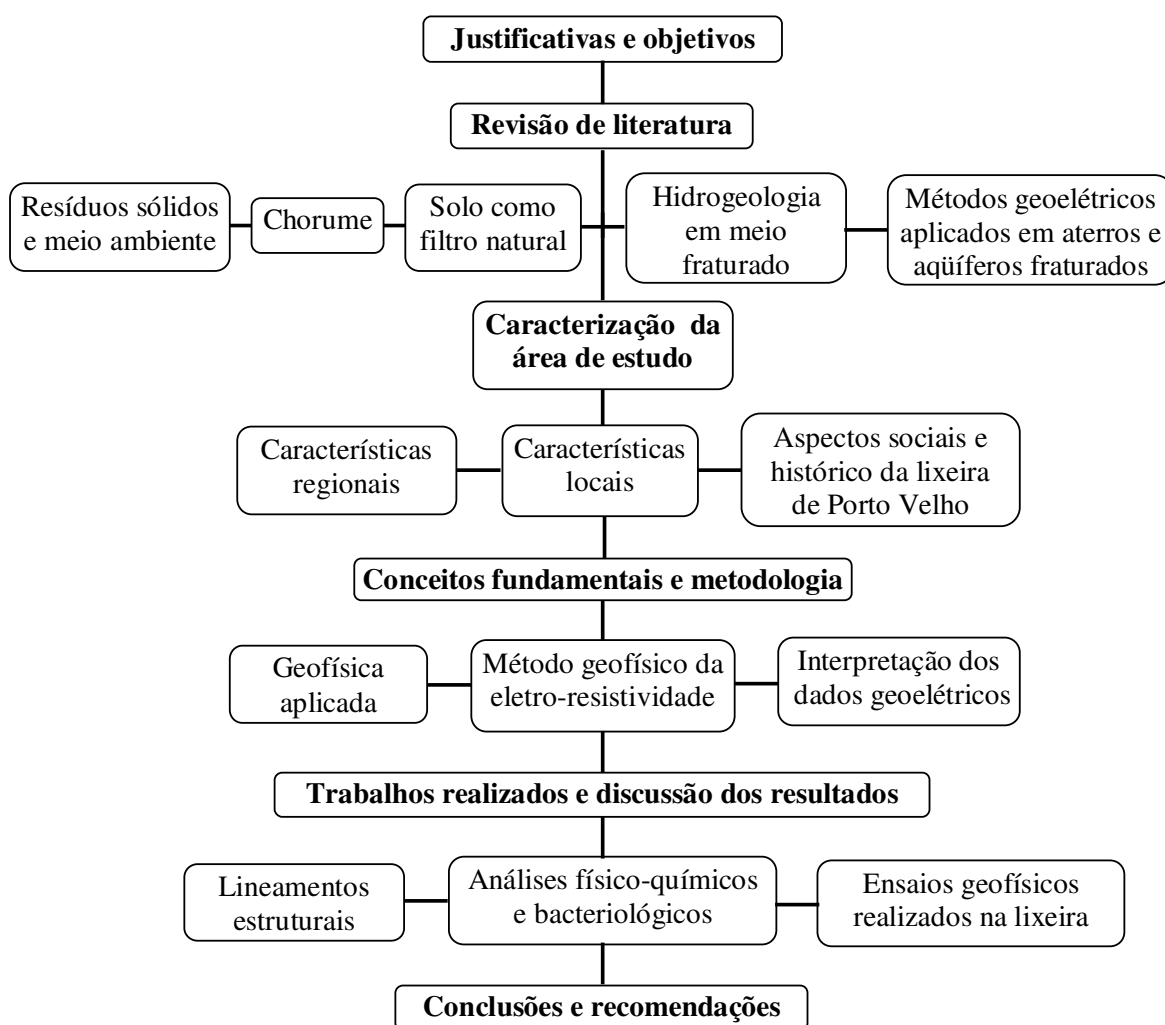 Justificativas e objetivos
Revisão de literatura
Resíduos sólidos
e meio ambiente
Chorume
Solo como
filtro natural
Hidrogeologia
em meio
fraturado
Métodos geoelétricos
aplicados em aterros e
aqüíferos fraturados
Caracterização da
área de estudo
Características
regionais
Características
locais
Aspectos sociais e
histórico da lixeira
de Porto Velho
Conceitos fundamentais e metodologia
Geofísica
aplicada
Método geofísico da
eletro-resistividade
Interpretação dos
dados geoelétricos
Trabalhos realizados e discussão dos resultados
Lineamentos
estruturais
Análises físico-químicos
e bacteriológicos
Ensaios geofísicos
realizados na lixeira
Conclusões e recomendações